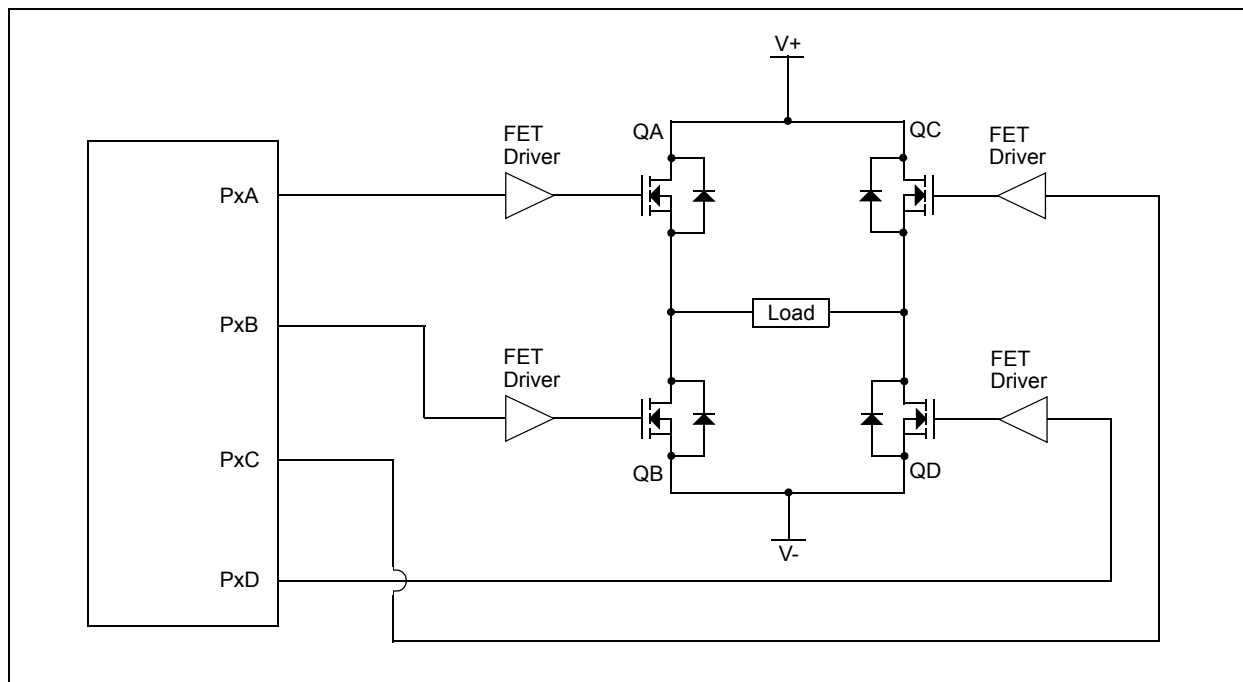 V+
FET
Driver
QA
QC
FET
Driver
PxA
Load
PxB
FET
Driver
FET
Driver
PxC
QB
QD
V-
PxD